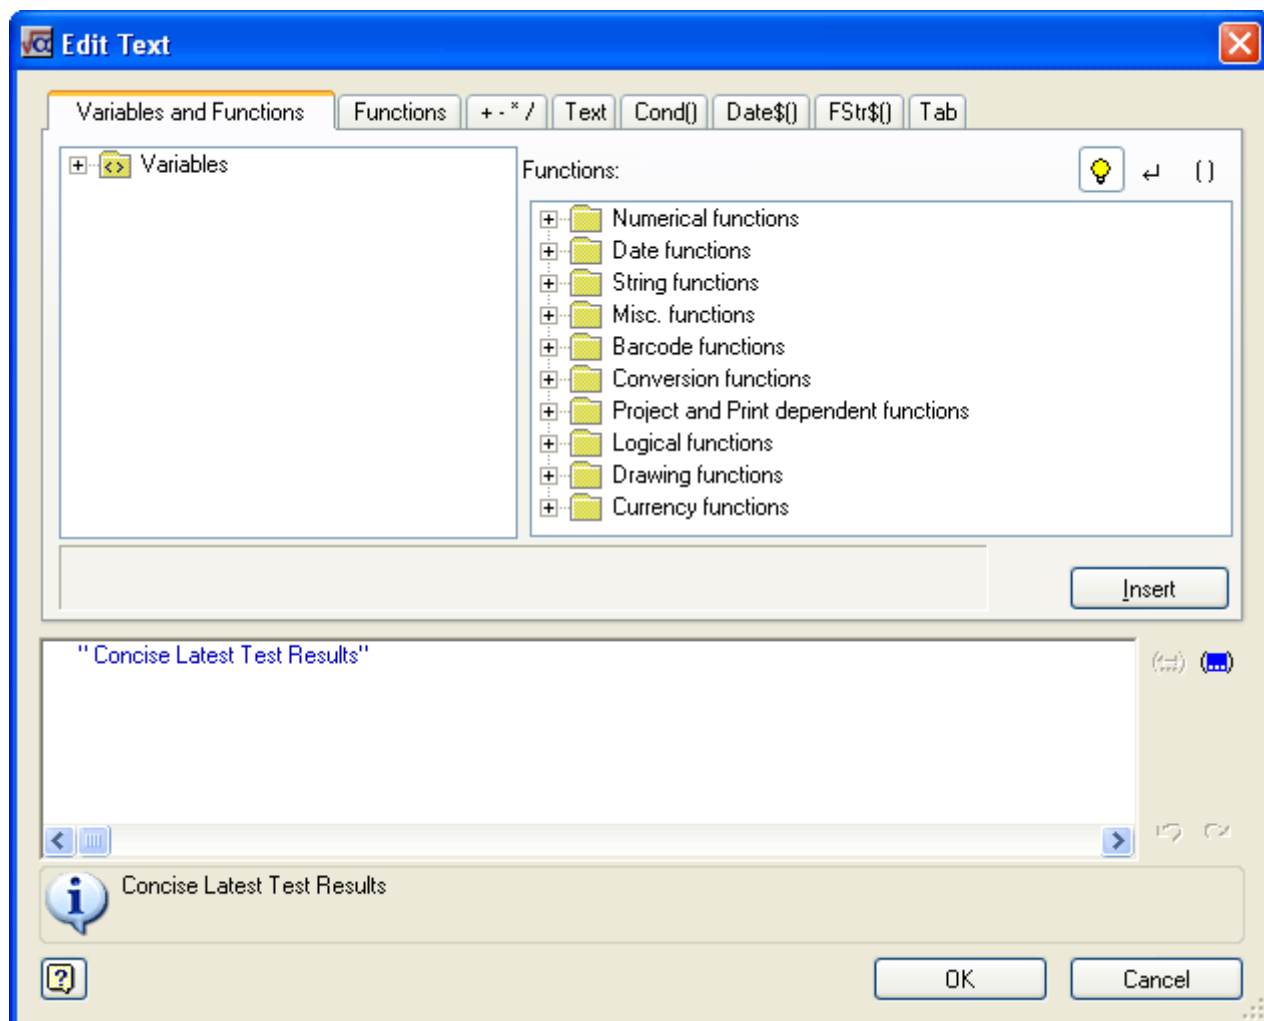 Edit Text
Variables and Functions Functions + - * / Text Cond() Date$() FStr$() Tab
Variables
Functions:
( )
Numerical functions
Date functions
String functions
Misc. functions
Barcode functions
Conversion functions
Project and Print dependent functions
Logical functions
Drawing functions
Currency functions
Insert
" Concise Latest Test Results"
Concise Latest Test Results
OK Cancel